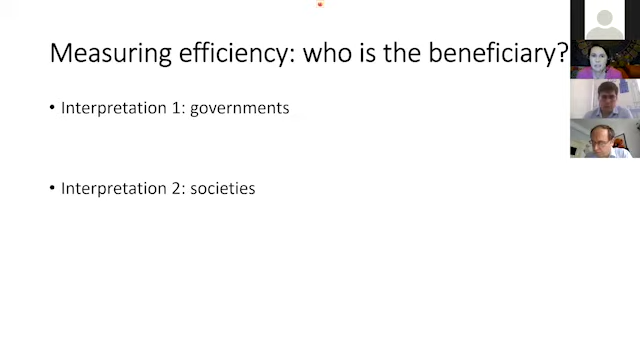 Measuring efficiency: who is the beneficiary?
• Interpretation 1: governments
• Interpretation 2: societies